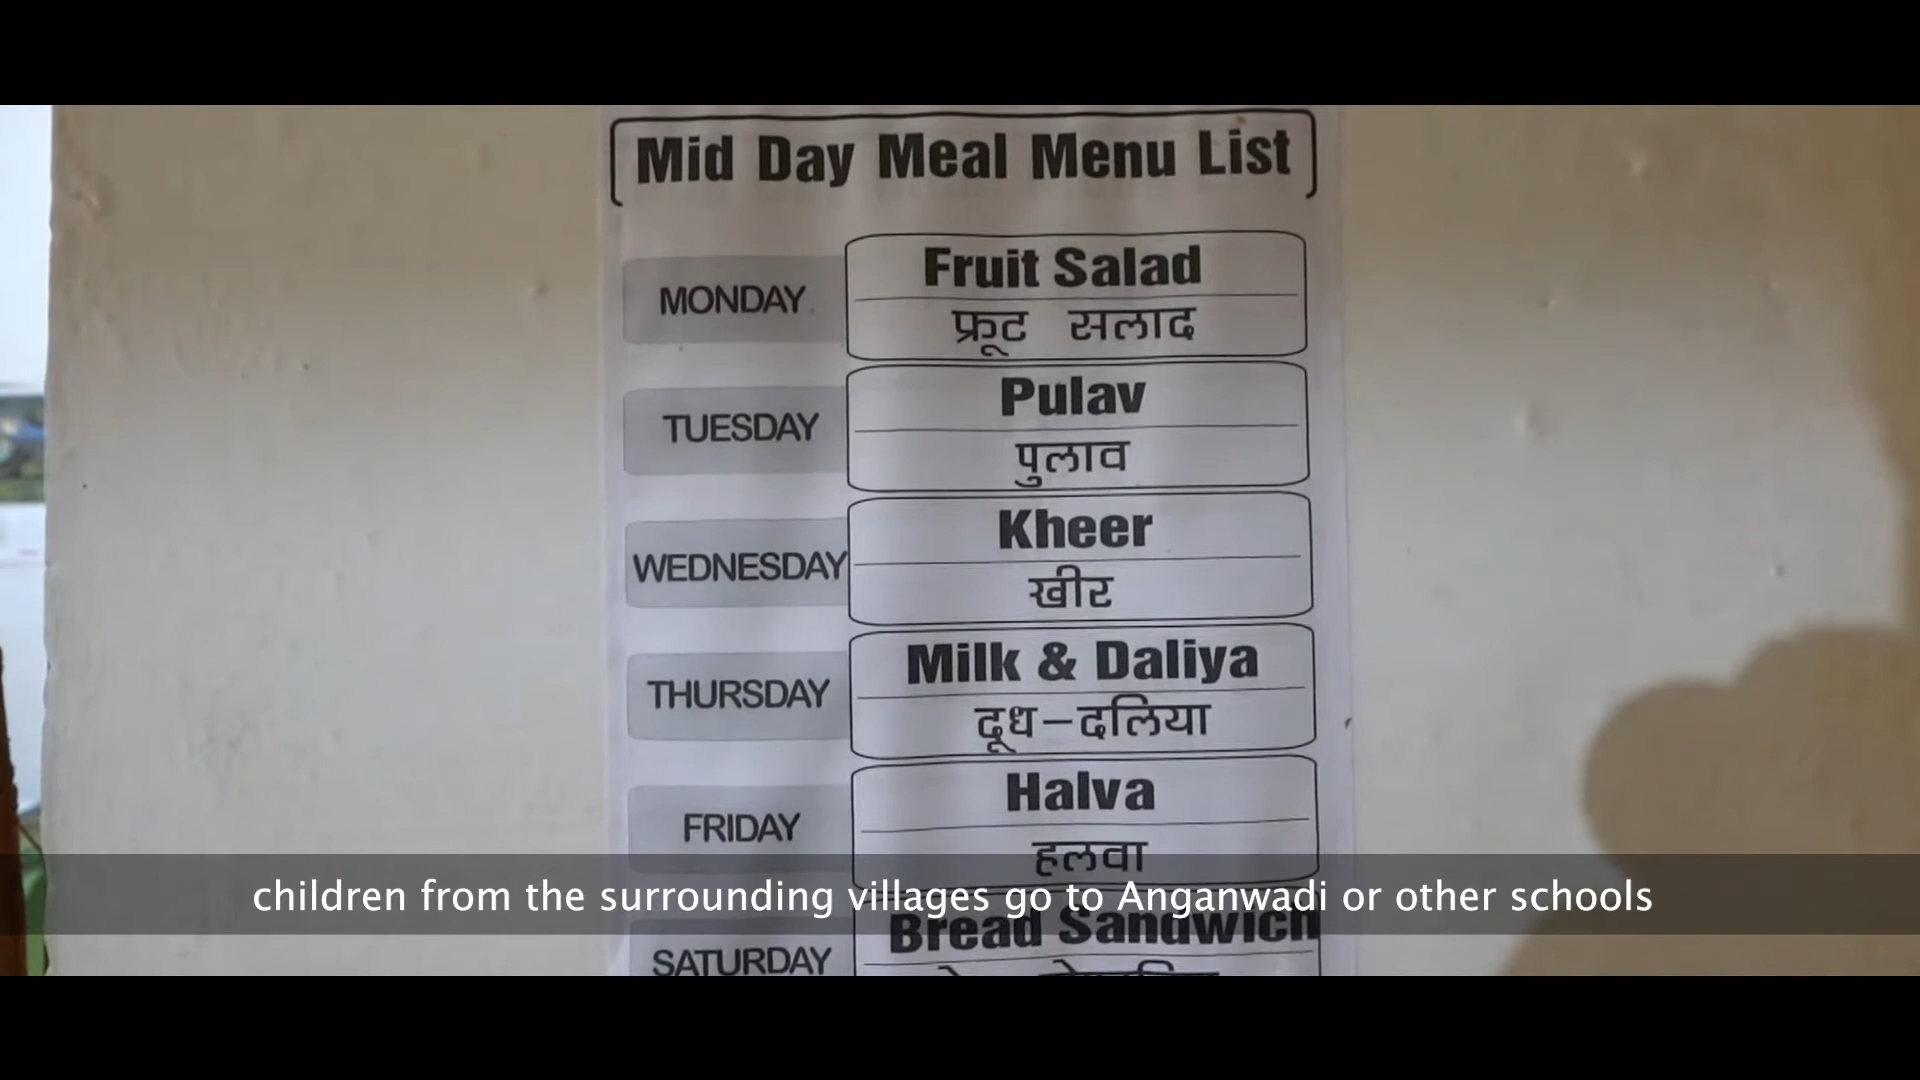 Mid Day Meal Menu List
MONDAY
Fruit Salad
फ्रूट सलाद
TUESDAY
Pulav
पुलाव
WEDNESDAY
Kheer
खीर
THURSDAY
Milk & Daliya
दूध–दलिया
FRIDAY
Halva
हलवा
children from the surrounding villages go to Anganwadi or other schools
SATURDAY
Bread Sandwich